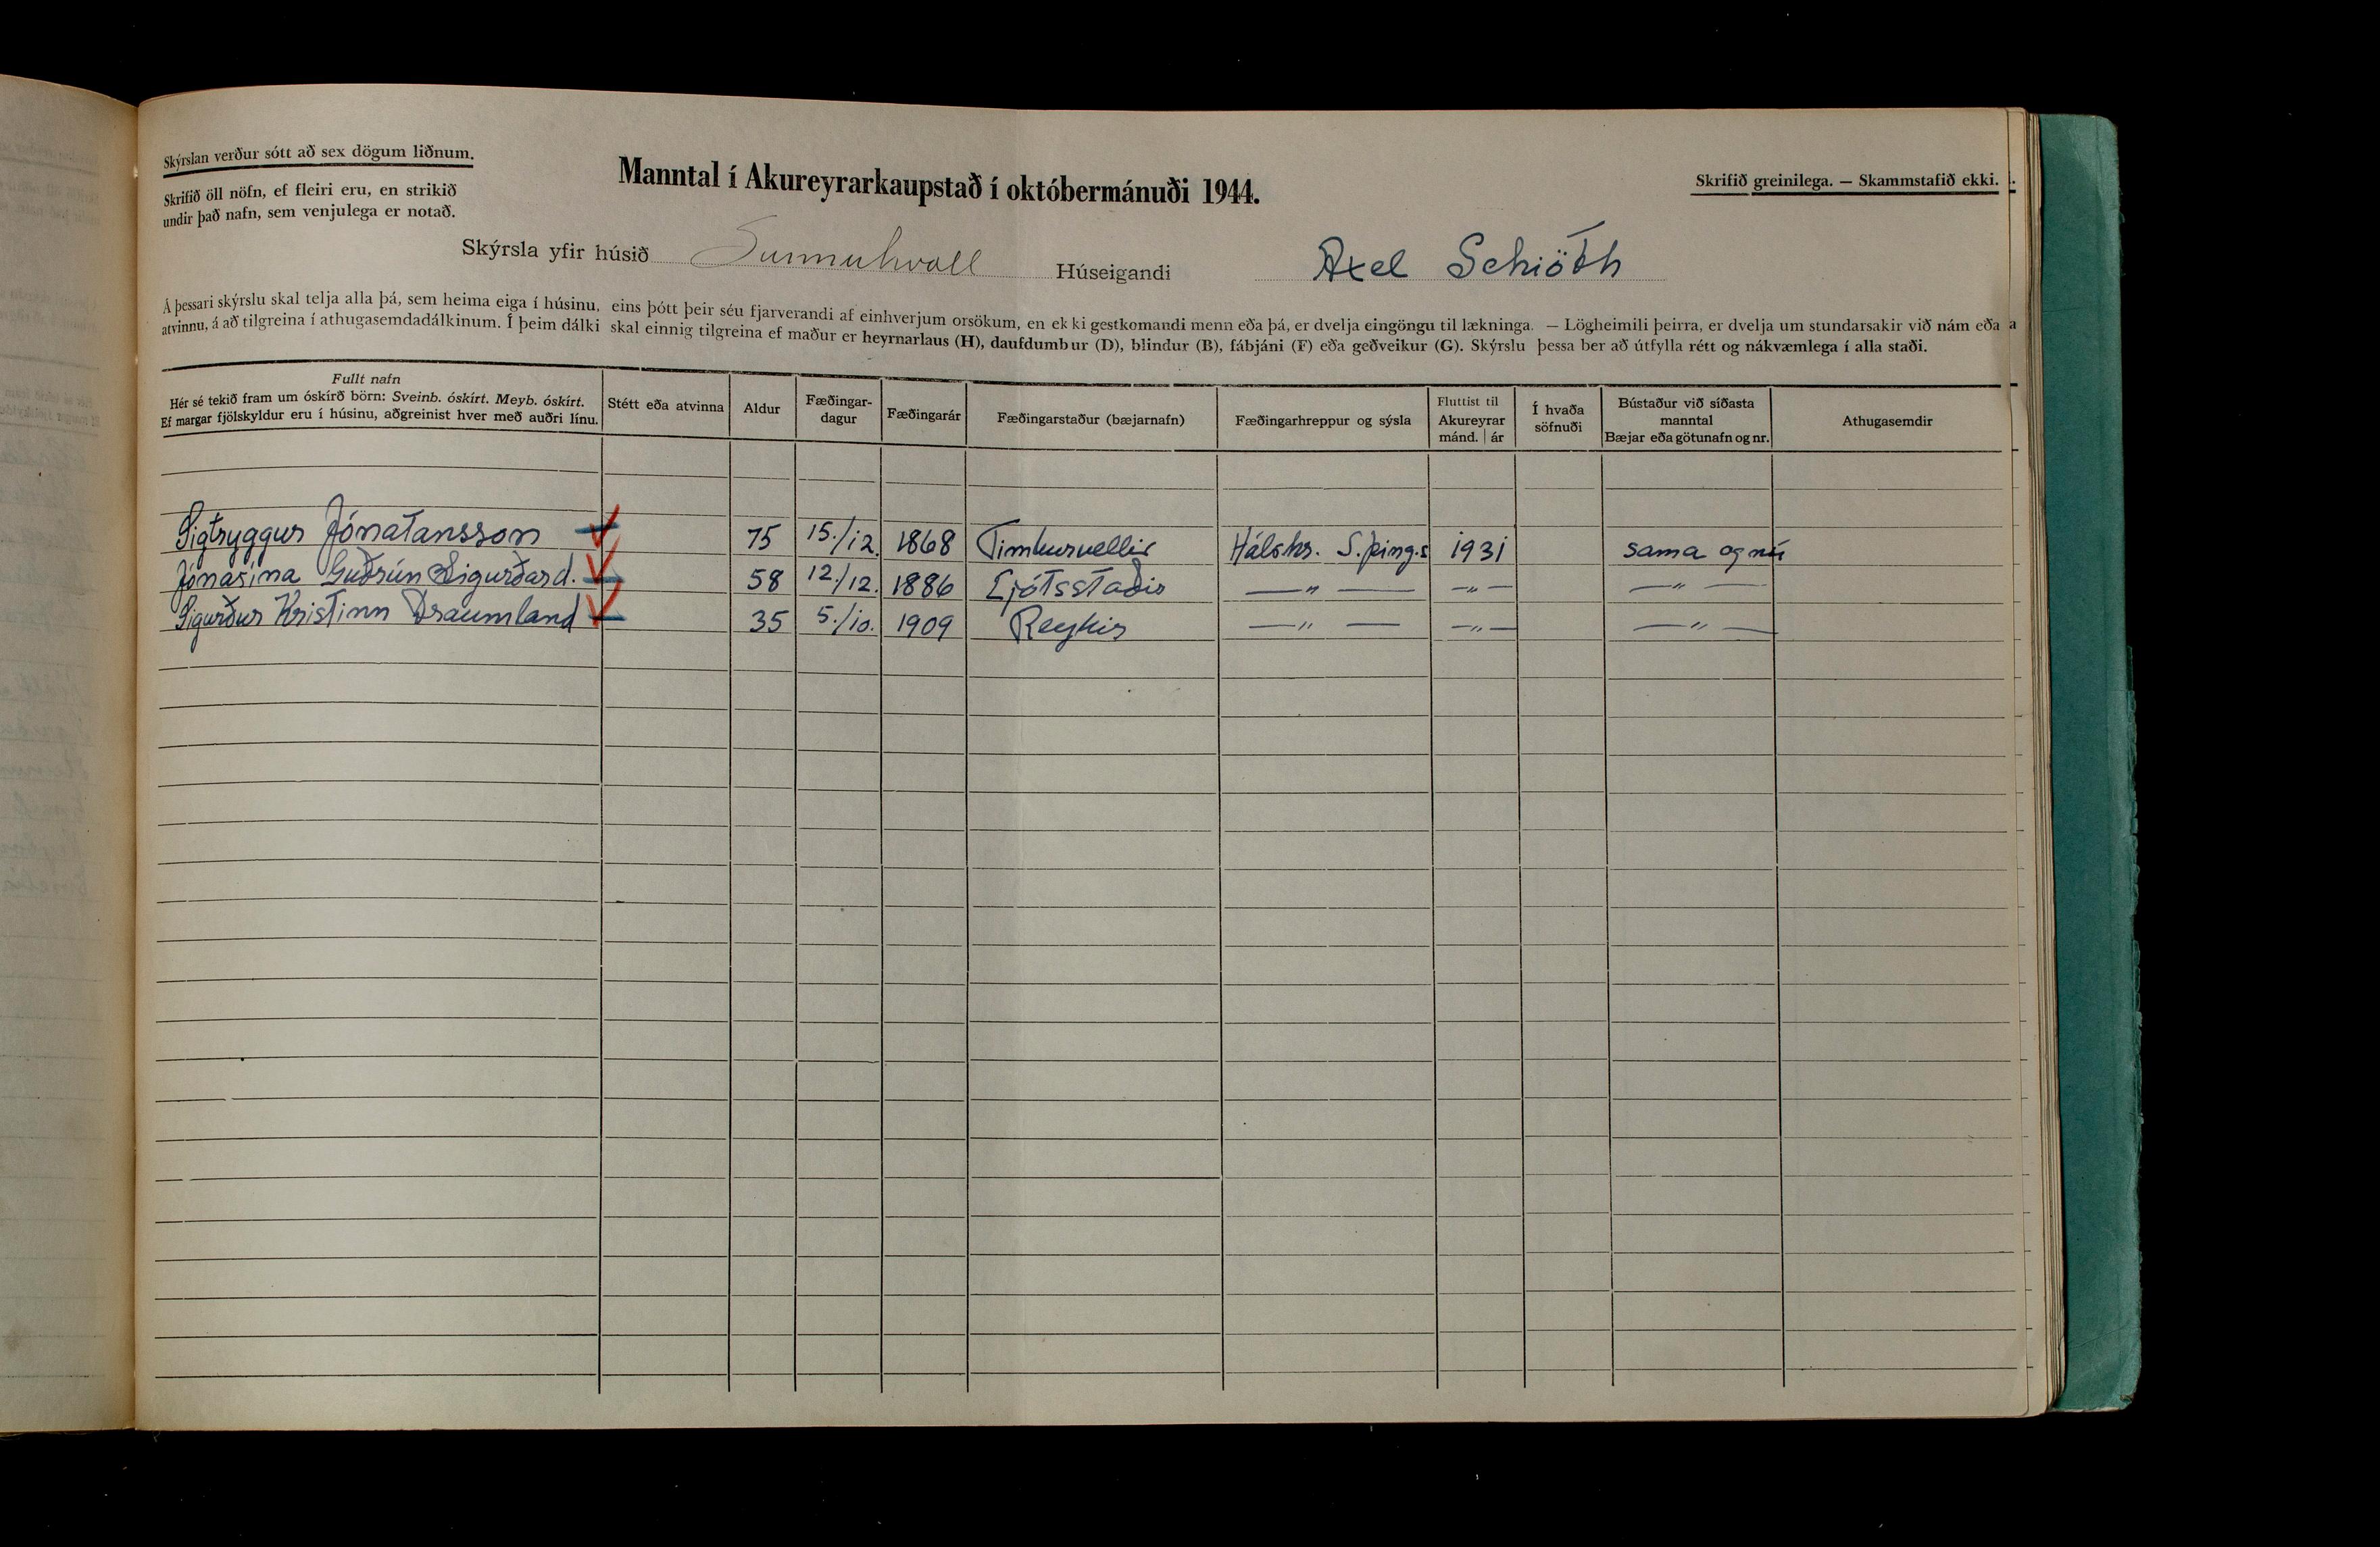 Skýrslan verður sótt að sex dögum liðnum.
Skrifið öll nöfn, ef fleiri eru, en strikið
undir það nafn, sem venjulega er notað.
Manntal í Akureyrarkaupstað í októbermánuði 1944.
Skrifið greinilega. — Skammstafið ekki.
Skýrsla yfir húsið Sunnuhvoll Húseigandi Axel Schiöth
Á þessari skýrslu skal telja alla þá, sem heima eiga í húsinu, eins þótt þeir séu fjarverandi af einhverjum orsökum, en ekki gestkomandi menn eða þá, er dvelja eingöngu til lækninga. — Lögheimili þeirra, er dvelja um stundarsakir við nám eða
atvinnu, á að tilgreina í athugasemdadálkinum. Í þeim dálki skal einnig tilgreina ef maður er heyrnarlaus (H), daufdumbur (D), blindur (B), fábjáni (F) eða geðveikur (G). Skýrslu þessa ber að útfylla rétt og nákvæmlega í alla staði.
Fullt nafn
Hér sé tekið fram um óskírð börn: Sveinb. óskírt. Meyb. óskírt.
Ef margar fjölskyldur eru í húsinu, aðgreinist hver með auðri línu.
Stétt eða atvinna
Aldur
Fæðingar-
dagur
Fæðingarár
Fæðingarstaður (bæjarnafn)
Fæðingarhreppur og sýsla
Fluttist til
Akureyrar
mánd. | ár
Í hvaða
söfnuði
Bústaður við síðasta
manntal
Bæjar eða götunafn og nr.
Athugasemdir
Sigtryggur Jónatansson 75 15./12. 1868 Timburvellir Hálshr. S.þing.s 1931 sama og nú
Jónasína Guðrún Sigurðard. 58 12./12. 1886 Ljótsstaðir —"— —"— —"—
Sigurður Kristinn Draumland 35 5./10. 1909 Reykir —"— —"— —"—